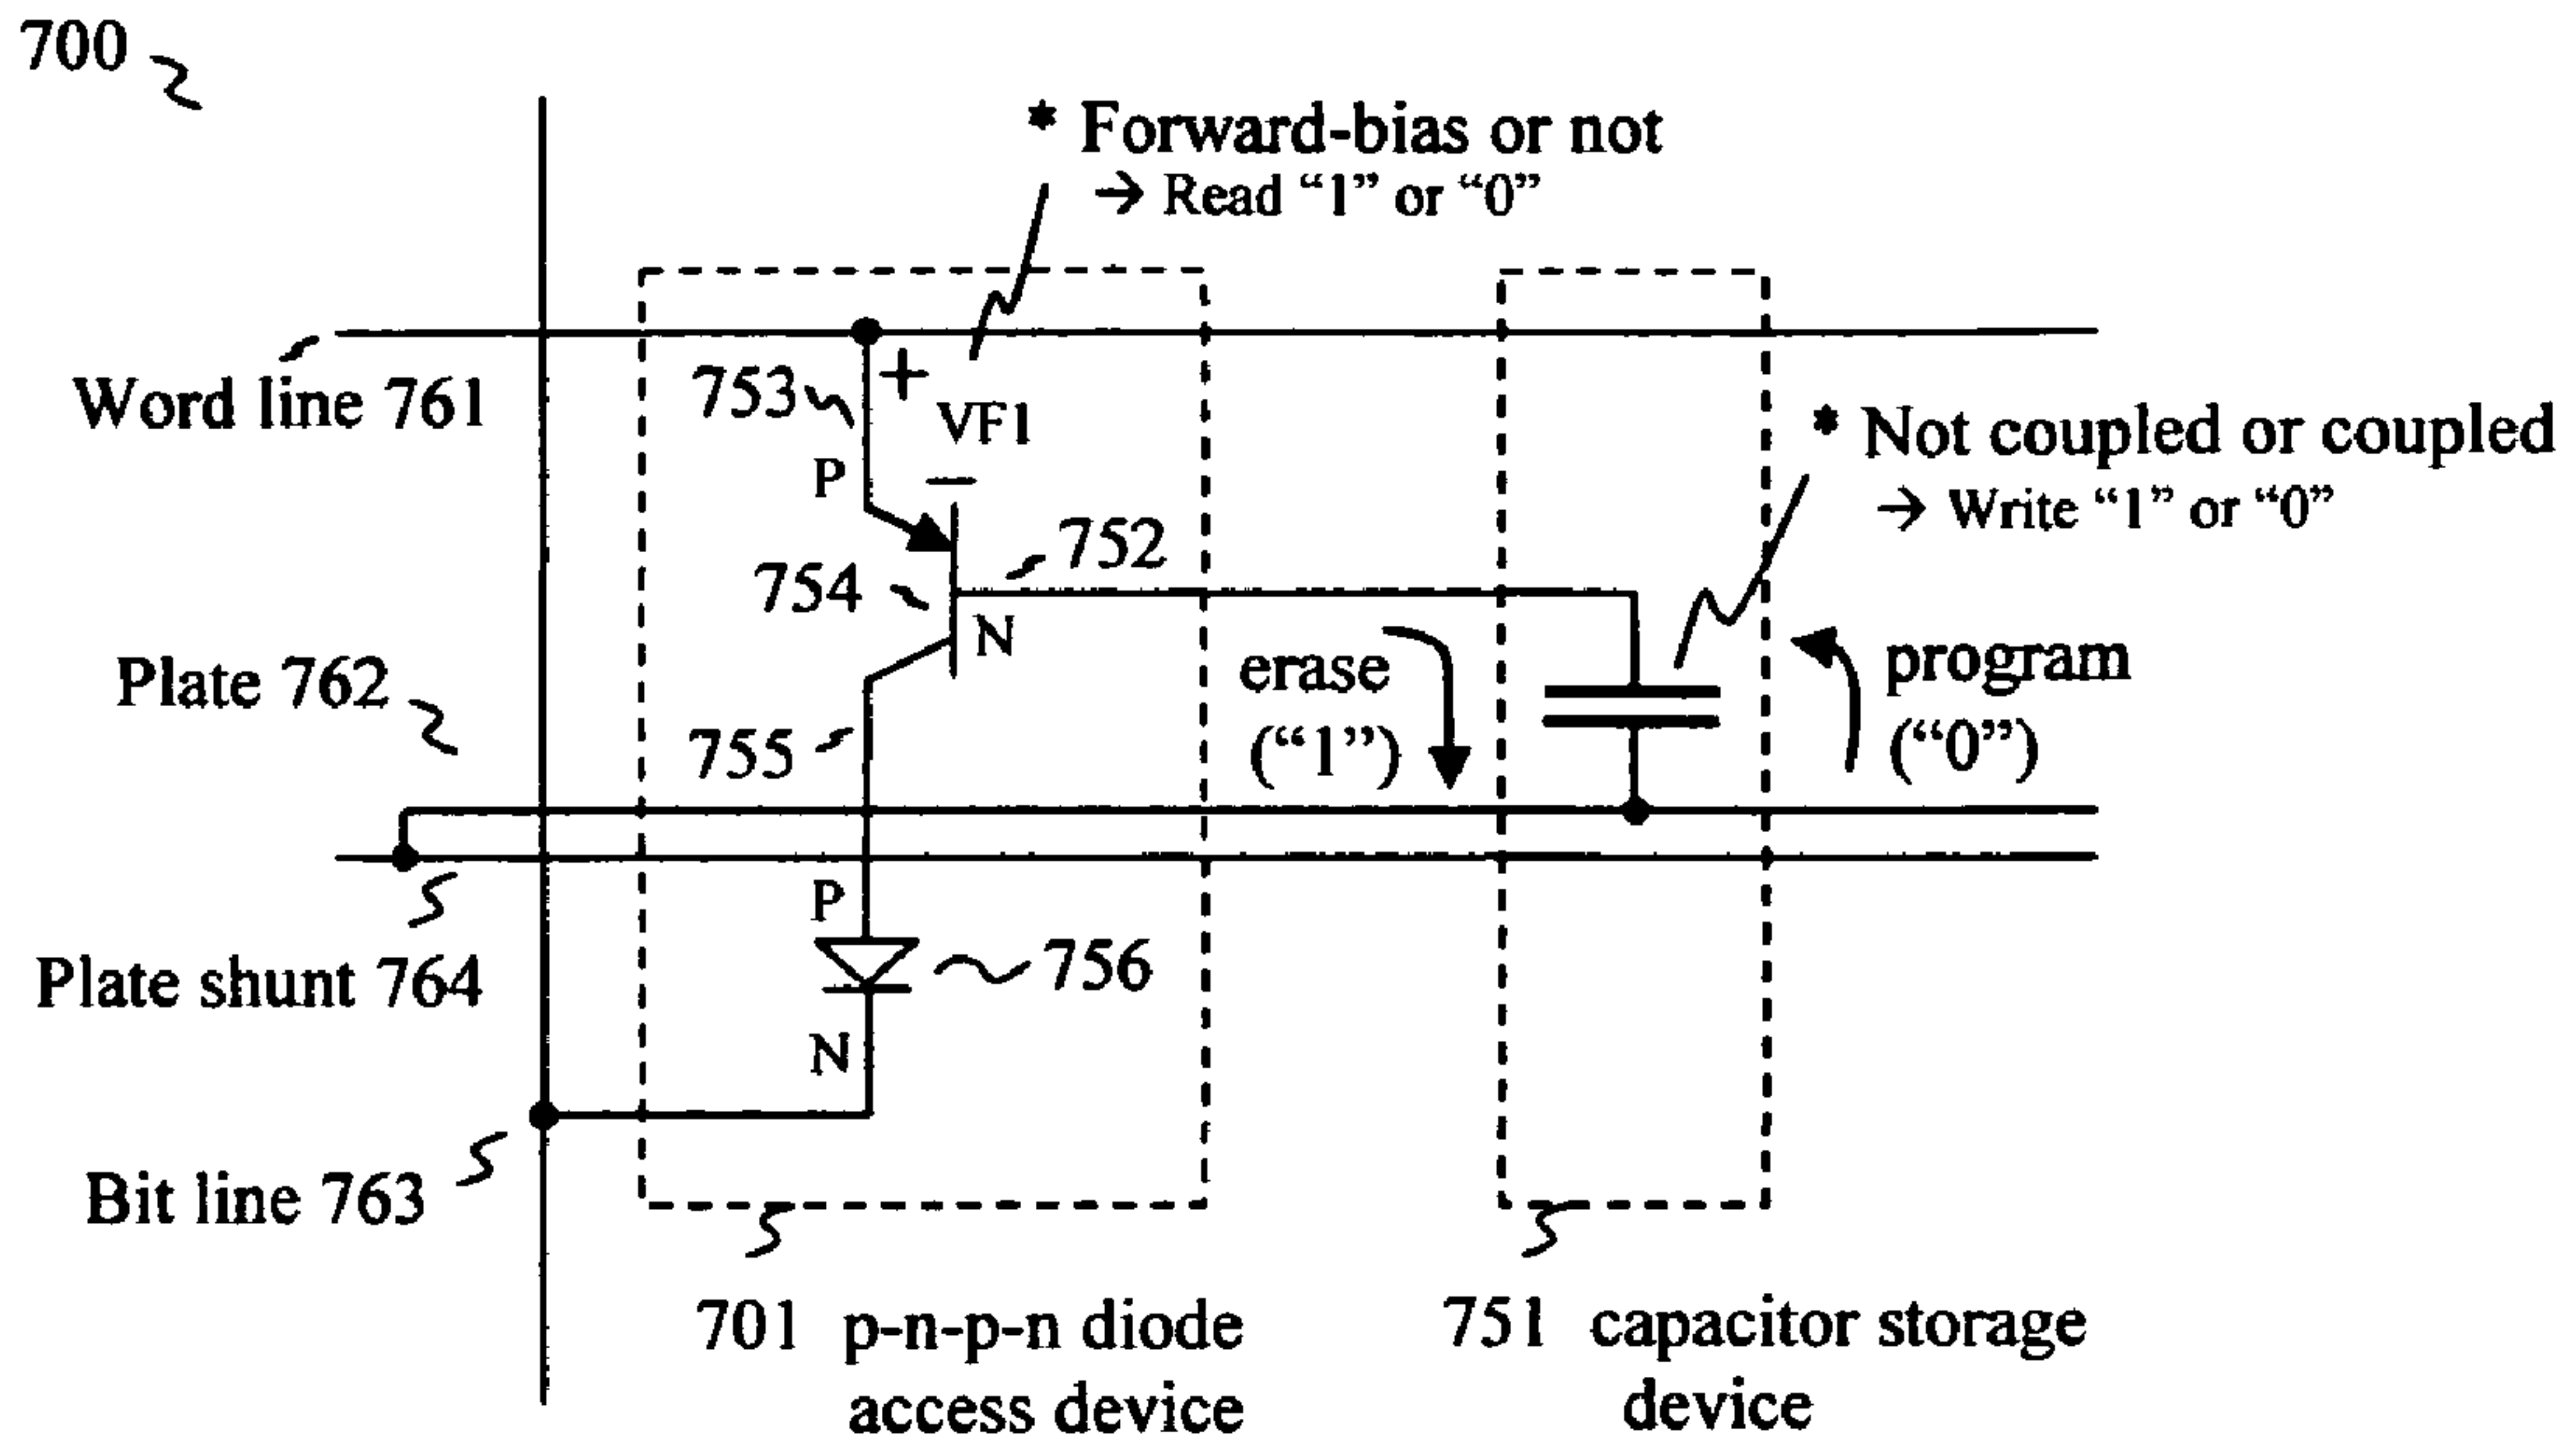 700
* Forward-bias or not
→ Read “1” or “0”
Word line 761
753
+
VF1
P
−
* Not coupled or coupled
→ Write “1” or “0”
752
754
N
Plate 762
erase
(“1”)
program
(“0”)
755
P
Plate shunt 764
756
N
Bit line 763
701 p-n-p-n diode
access device
751 capacitor storage
device